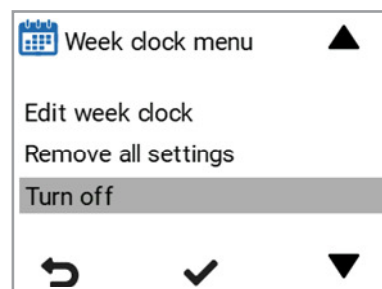 Week clock menu
Edit week clock
Remove all settings
Turn off